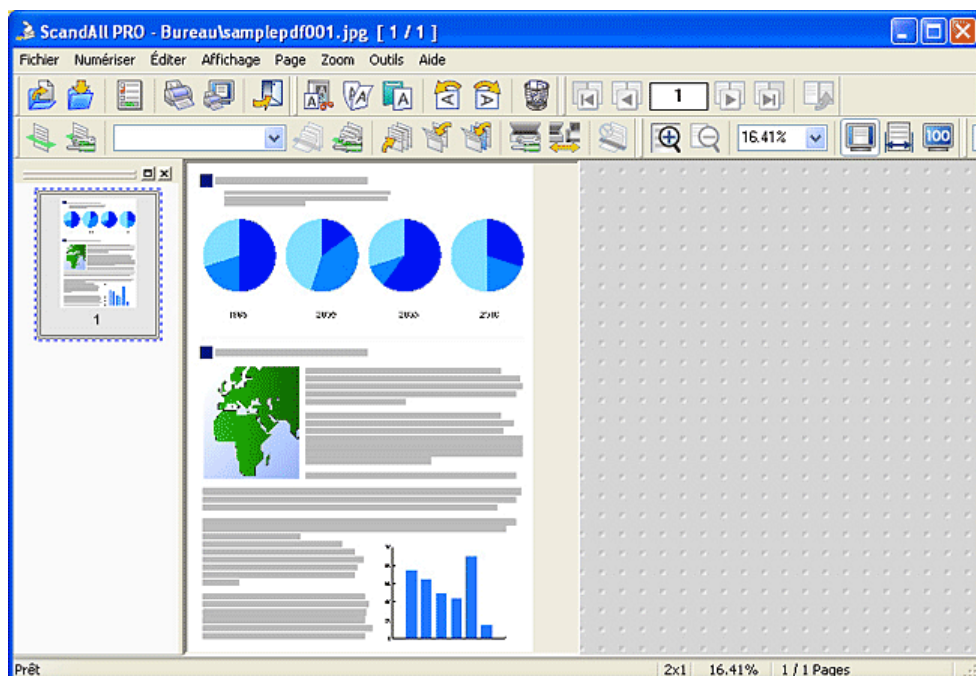 ScandAll PRO - Bureau\samplepdf001.jpg [ 1 / 1 ]
Fichier Numériser Éditer Affichage Page Zoom Outils Aide
1
16.41% 100
1
Prêt 2x1 16.41% 1 / 1 Pages